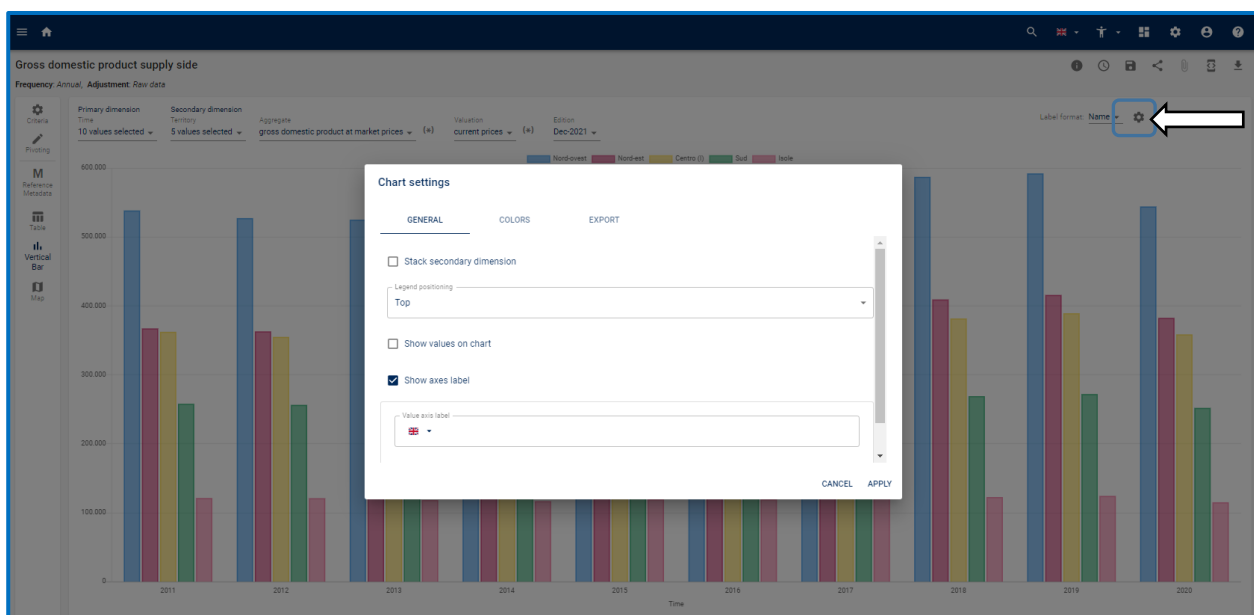 Gross domestic product supply side
Frequency: Annual, Adjustment: Raw data
Criteria
Pivoting
M
Reference
Metadata
Table
Vertical
Bar
Map
Primary dimension
Time
10 values selected
Secondary dimension
Territory
5 values selected
Aggregate
gross domestic product at market prices
(*)
Valuation
current prices
(*)
Edition
Dec-2021
Label format: Name
Nord-ovest Nord-est Centro (I) Sud Isole
600.000
500.000
400.000
300.000
200.000
100.000
0
Chart settings
GENERAL COLORS EXPORT
Stack secondary dimension
Legend positioning
Top
Show values on chart
Show axes label
Value axis label
CANCEL APPLY
2011 2012 2013 2014 2015 2016 2017 2018 2019 2020
Time